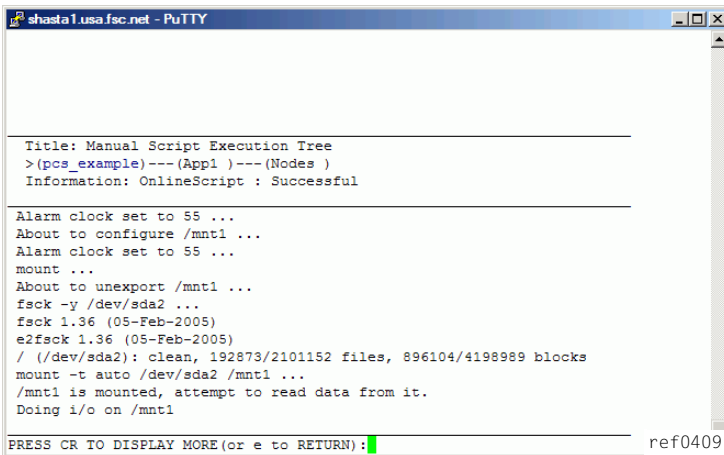 shasta1.usa.fsc.net - PuTTY
Title: Manual Script Execution Tree
>(pcs_example)---(App1 )---(Nodes )
Information: OnlineScript : Successful
Alarm clock set to 55 ...
About to configure /mnt1 ...
Alarm clock set to 55 ...
mount ...
About to unexport /mnt1 ...
fsck -y /dev/sda2 ...
fsck 1.36 (05-Feb-2005)
e2fsck 1.36 (05-Feb-2005)
/ (/dev/sda2): clean, 192873/2101152 files, 896104/4198989 blocks
mount -t auto /dev/sda2 /mnt1 ...
/mnt1 is mounted, attempt to read data from it.
Doing i/o on /mnt1
PRESS CR TO DISPLAY MORE(or e to RETURN):
ref0409